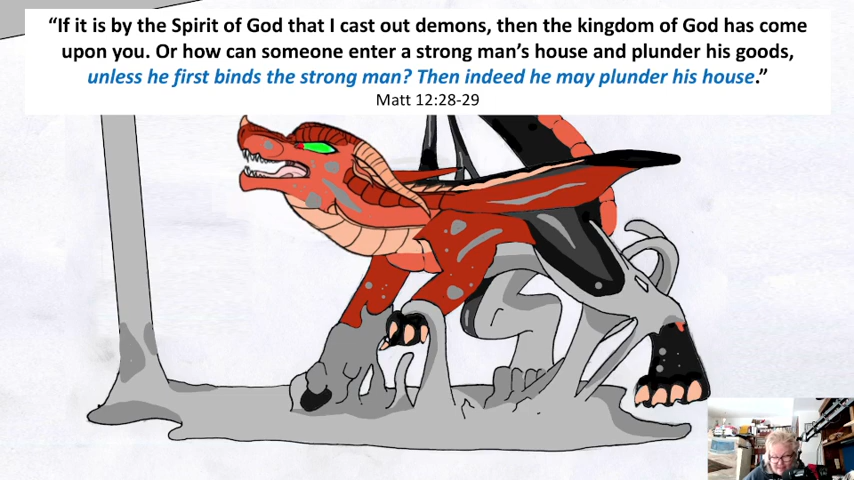 “If it is by the Spirit of God that I cast out demons, then the kingdom of God has come
upon you. Or how can someone enter a strong man’s house and plunder his goods,
unless he first binds the strong man? Then indeed he may plunder his house.”
Matt 12:28-29